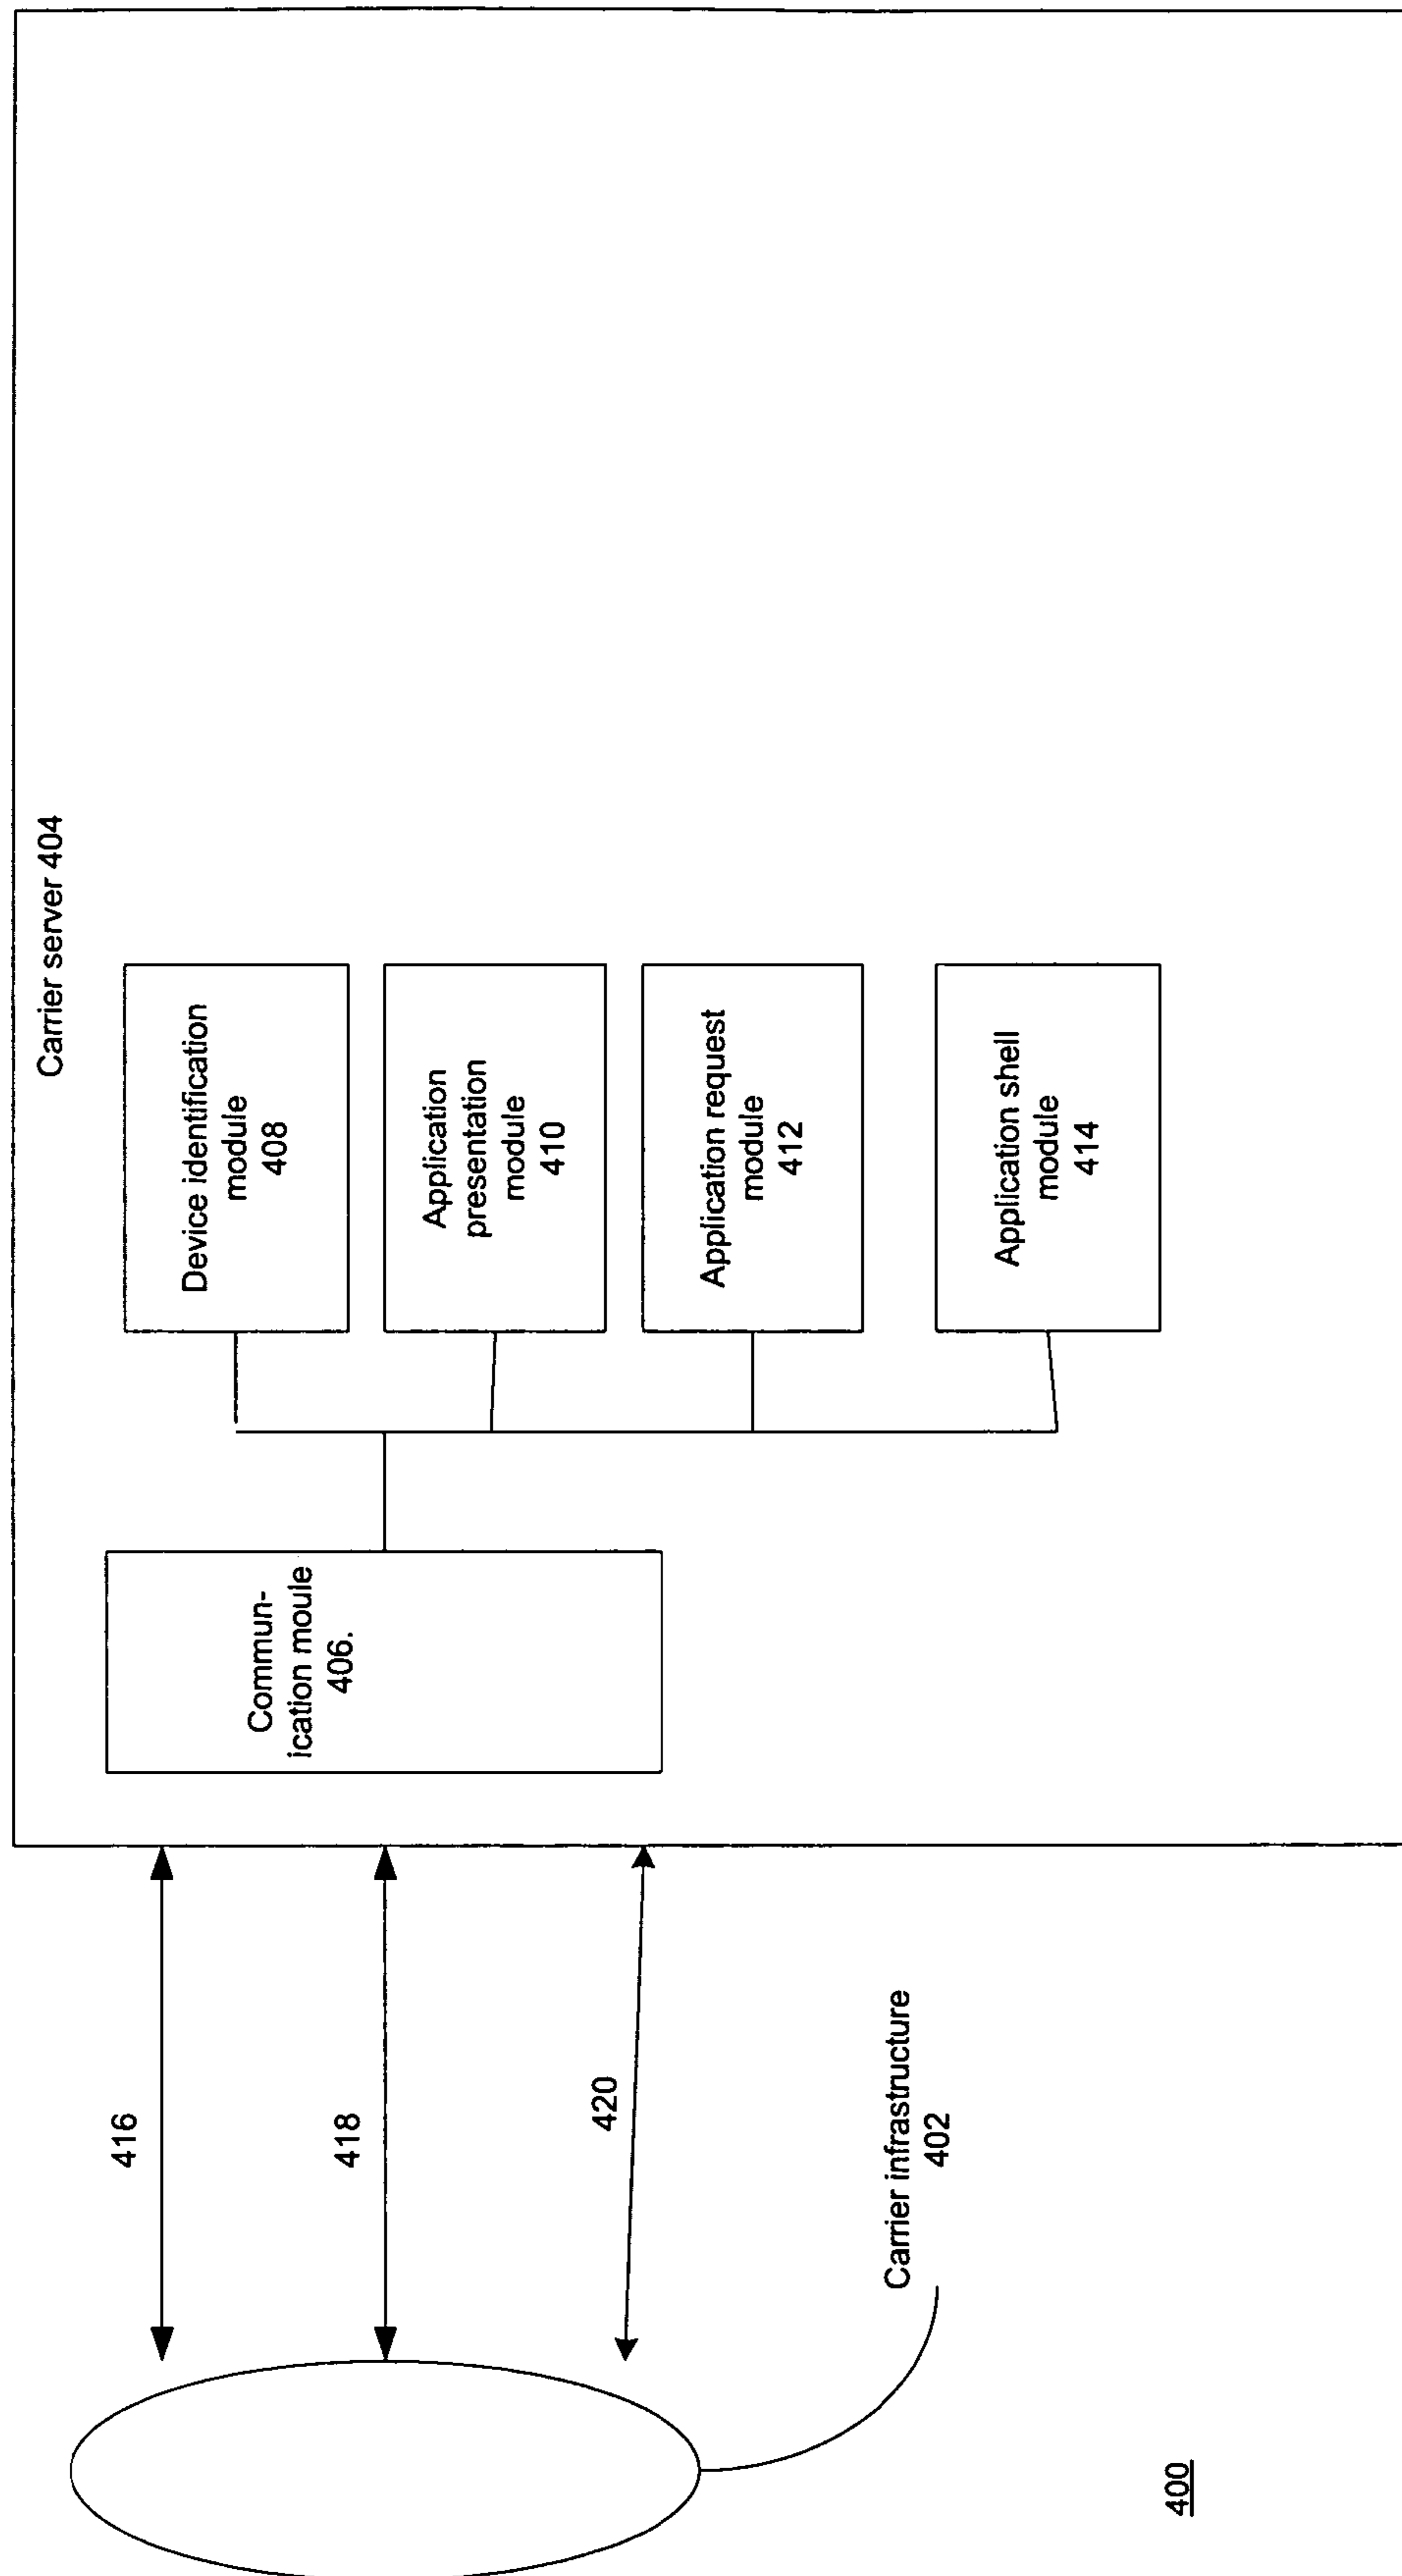 Carrier server 404
416
418
420
Carrier infrastructure
402
Commun-
ication moule
406.
Device identification
module
408
Application
presentation
module
410
Application request
module
412
Application shell
module
414
400